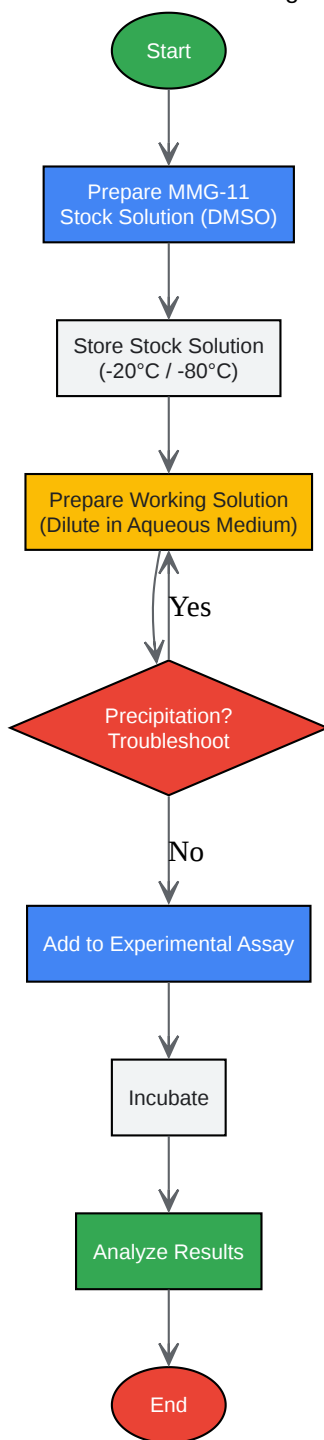 Start
Prepare MMG-11
Stock Solution (DMSO)
Store Stock Solution
(-20°C / -80°C)
Prepare Working Solution
(Dilute in Aqueous Medium)
Yes
Precipitation?
Troubleshoot
No
Add to Experimental Assay
Incubate
Analyze Results
End